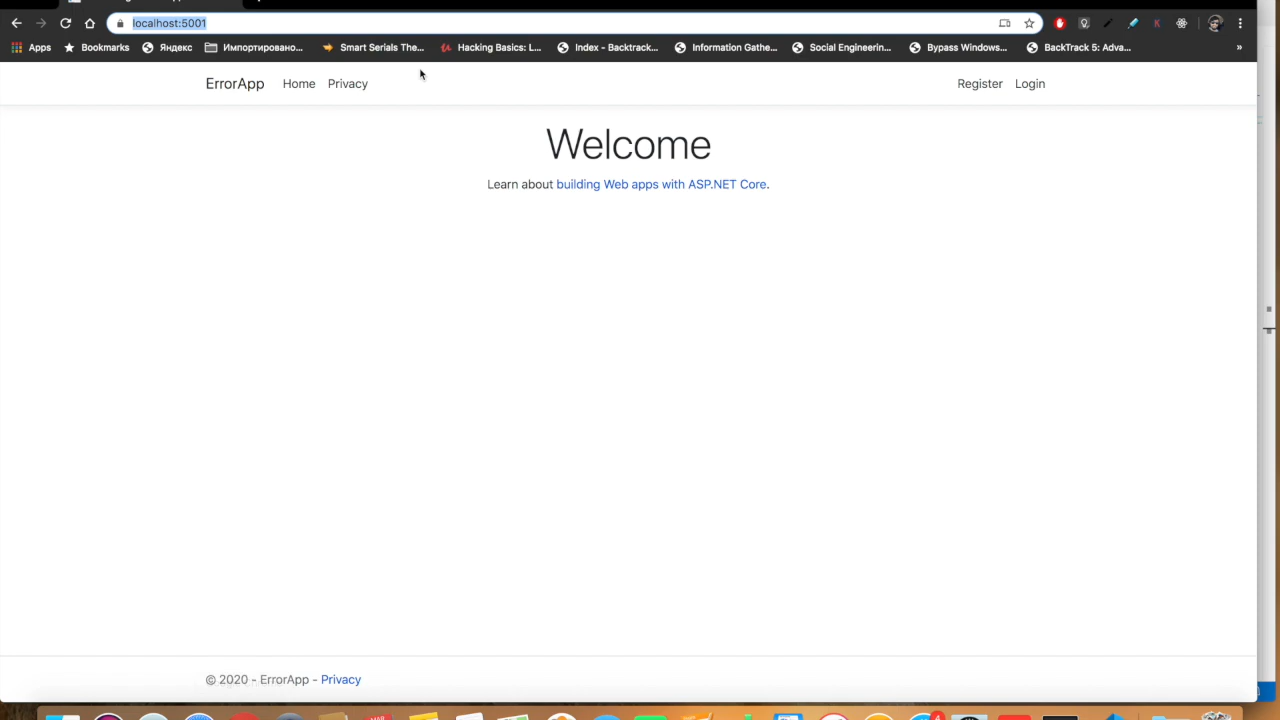 localhost:5001
Apps Bookmarks Яндекс Импортировано... Smart Serials The... Hacking Basics: L... Index - Backtrack... Information Gathe... Social Engineerin... Bypass Windows... BackTrack 5: Adva... »
ErrorApp Home Privacy Register Login
Welcome
Learn about building Web apps with ASP.NET Core.
© 2020 - ErrorApp - Privacy